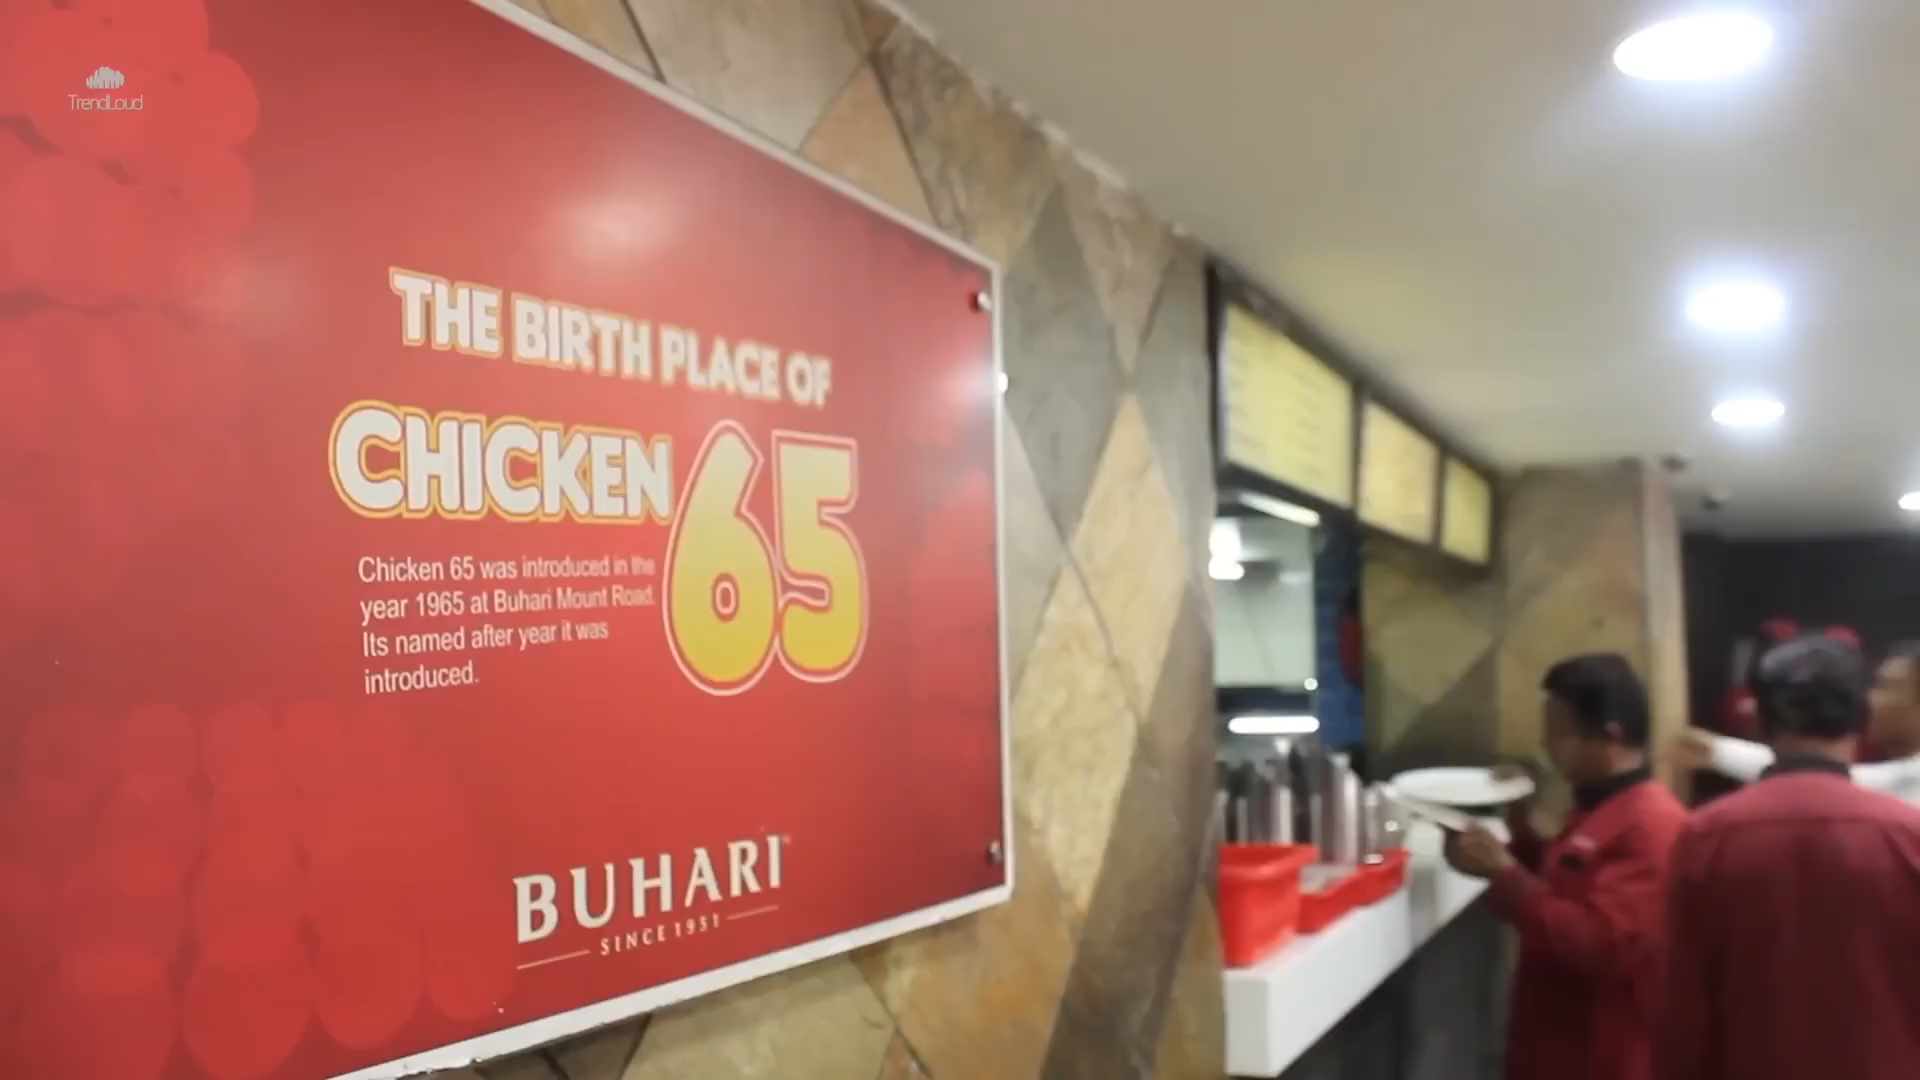 TrendLoud
THE BIRTH PLACE OF
CHICKEN 65
Chicken 65 was introduced in the
year 1965 at Buhari Mount Road.
Its named after year it was
introduced.
BUHARI
SINCE 1951